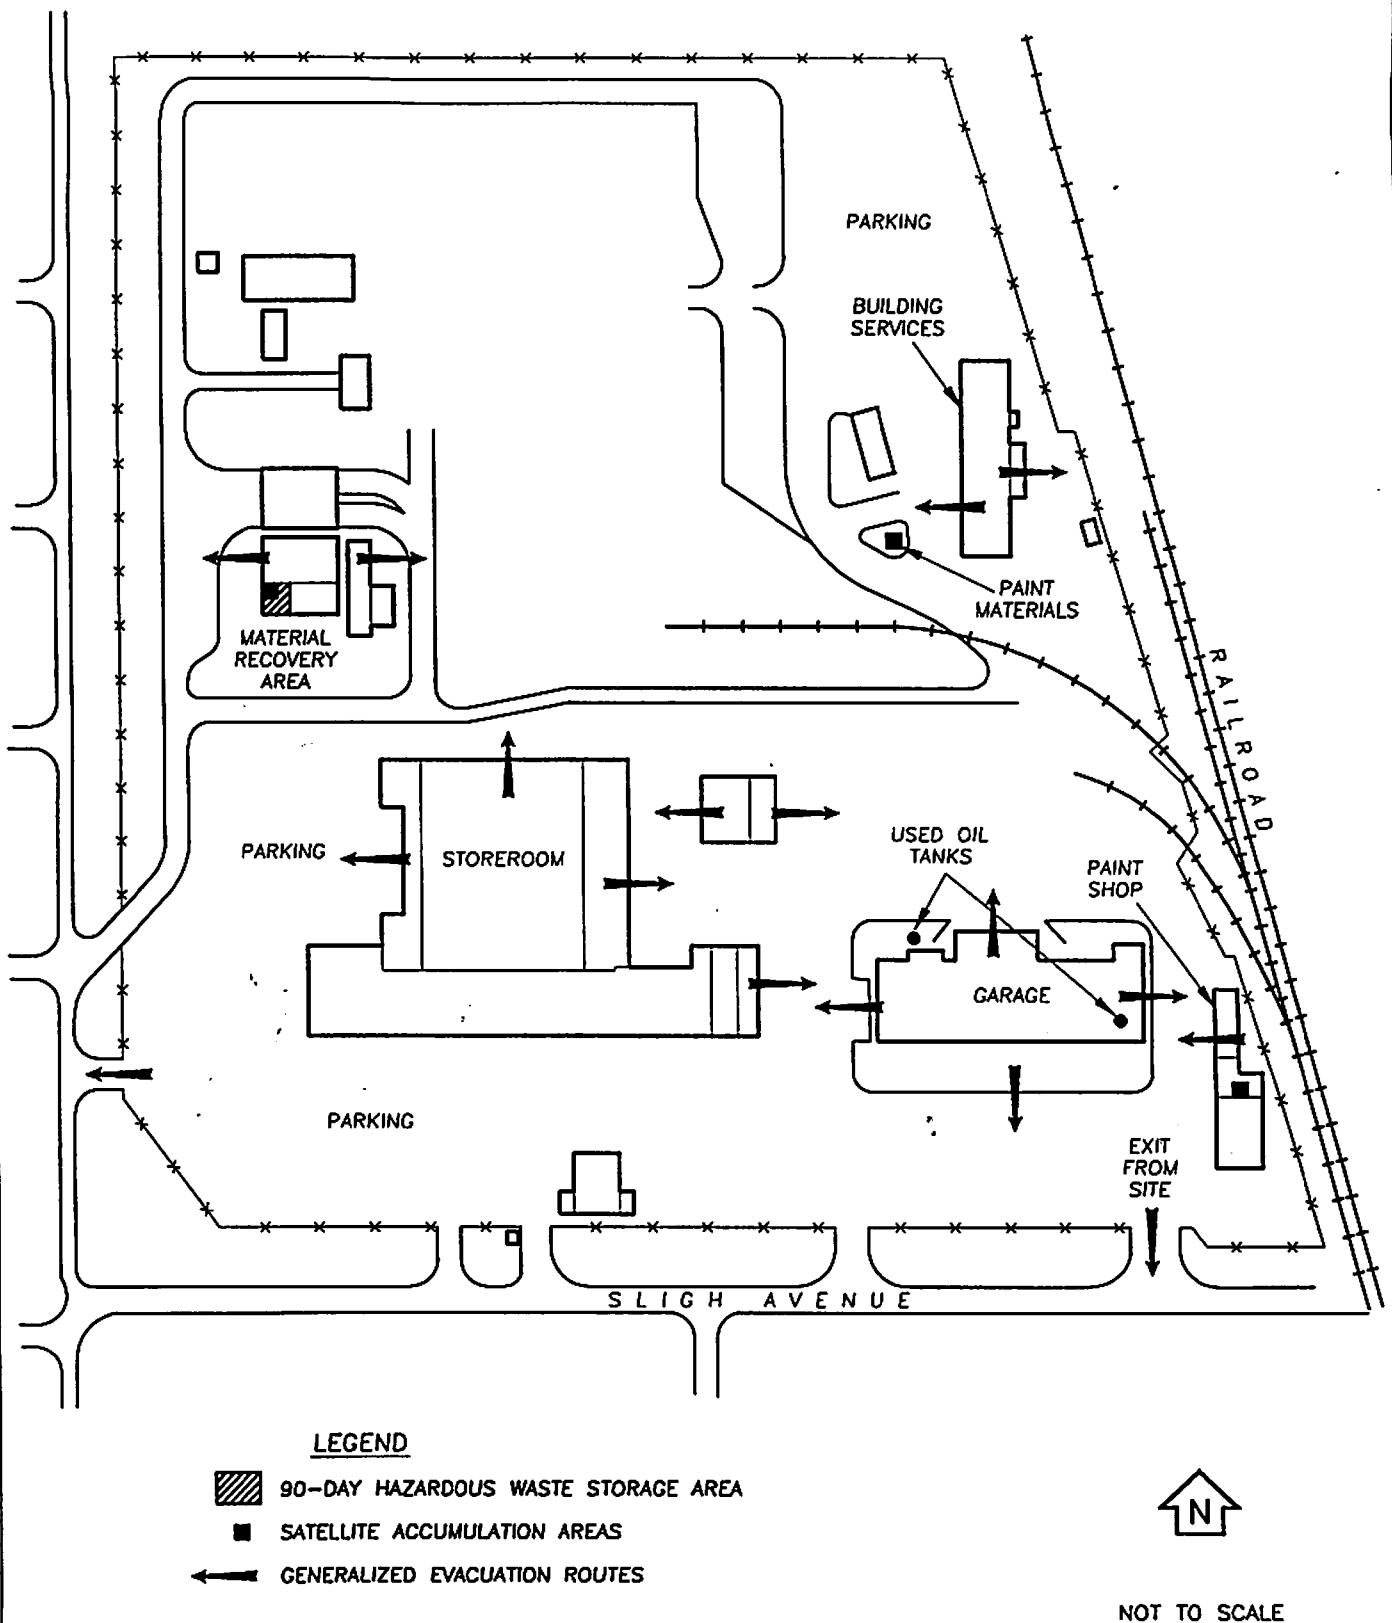 PARKING
BUILDING
SERVICES
PAINT
MATERIALS
MATERIAL
RECOVERY
AREA
RAILROAD
PARKING
STOREROOM
USED OIL
TANKS
PAINT
SHOP
GARAGE
PARKING
EXIT
FROM
SITE
SLIGH AVENUE
LEGEND
90-DAY HAZARDOUS WASTE STORAGE AREA
SATELLITE ACCUMULATION AREAS
GENERALIZED EVACUATION ROUTES
N
NOT TO SCALE